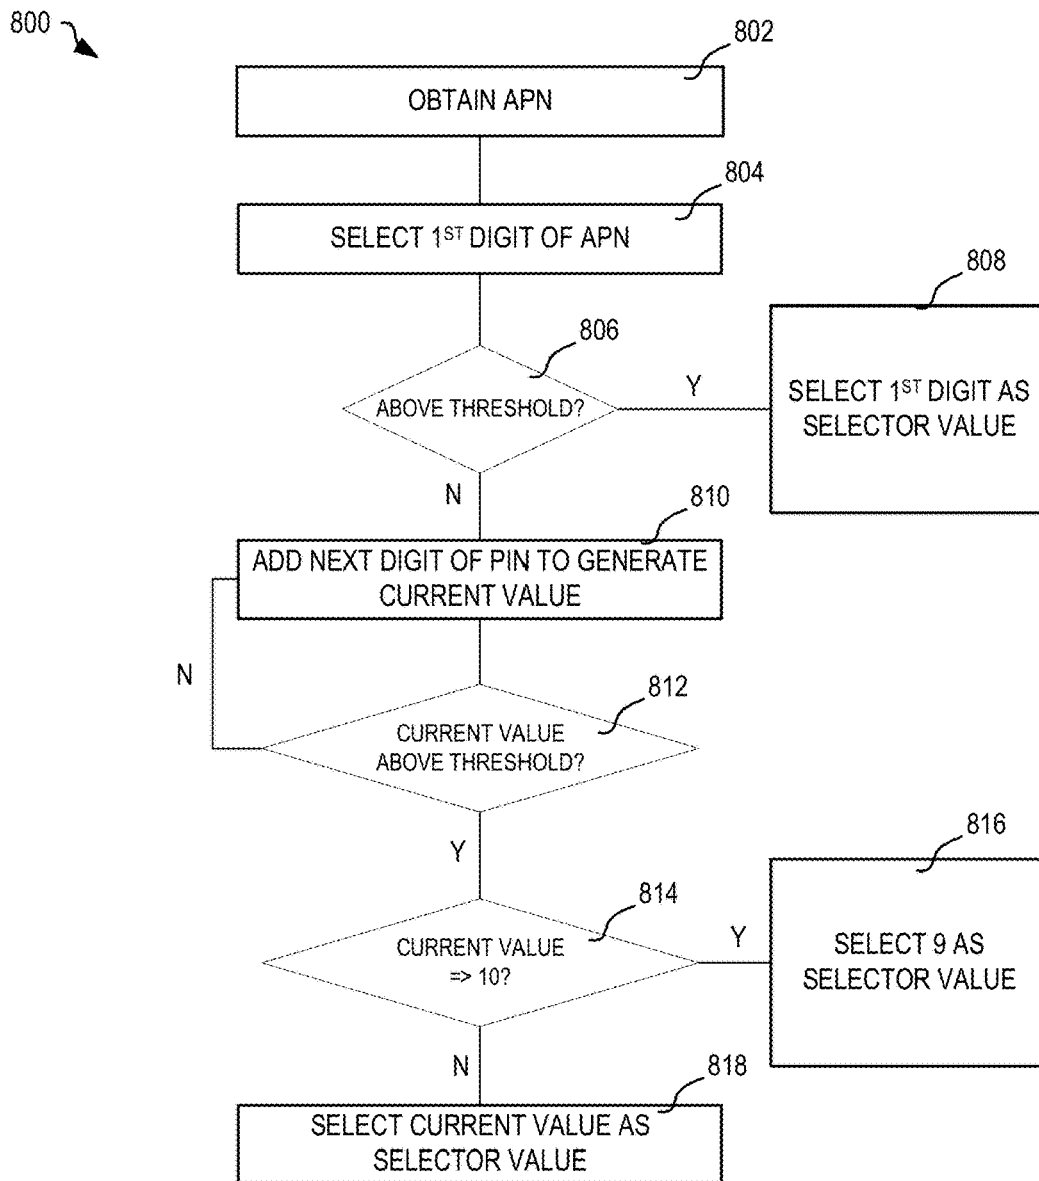 800
802
OBTAIN APN
804
SELECT 1ST DIGIT OF APN
806
ABOVE THRESHOLD?
Y
808
SELECT 1ST DIGIT AS
SELECTOR VALUE
N
810
ADD NEXT DIGIT OF PIN TO GENERATE
CURRENT VALUE
N
812
CURRENT VALUE
ABOVE THRESHOLD?
Y
814
CURRENT VALUE
=> 10?
Y
816
SELECT 9 AS
SELECTOR VALUE
N
818
SELECT CURRENT VALUE AS
SELECTOR VALUE